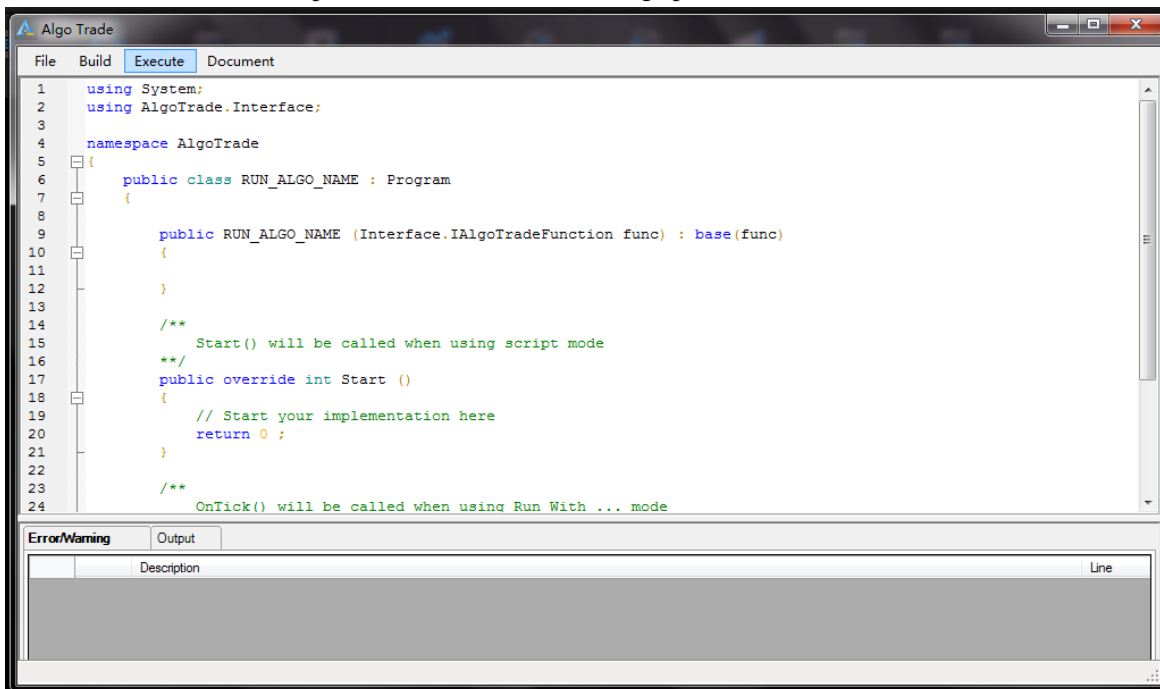 Algo Trade
File Build Execute Document
1 using System;
2 using AlgoTrade.Interface;
3
4 namespace AlgoTrade
5 {
6 public class RUN_ALGO_NAME : Program
7 {
8
9 public RUN_ALGO_NAME (Interface.IAlgoTradeFunction func) : base(func)
10 {
11
12 }
13
14 /**
15 Start() will be called when using script mode
16 **/
17 public override int Start ()
18 {
19 // Start your implementation here
20 return 0 ;
21 }
22
23 /**
24 OnTick() will be called when using Run With ... mode
Error/Warning Output
Description Line